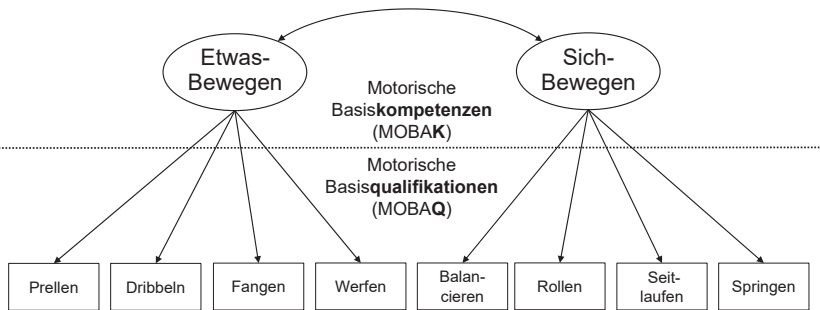 Etwas-
Bewegen
Sich-
Bewegen
Motorische
Basiskompetenzen
(MOBAK)
Motorische
Basisqualifikationen
(MOBAQ)
Prellen
Dribbeln
Fangen
Werfen
Balan-
cieren
Rollen
Seit-
laufen
Springen